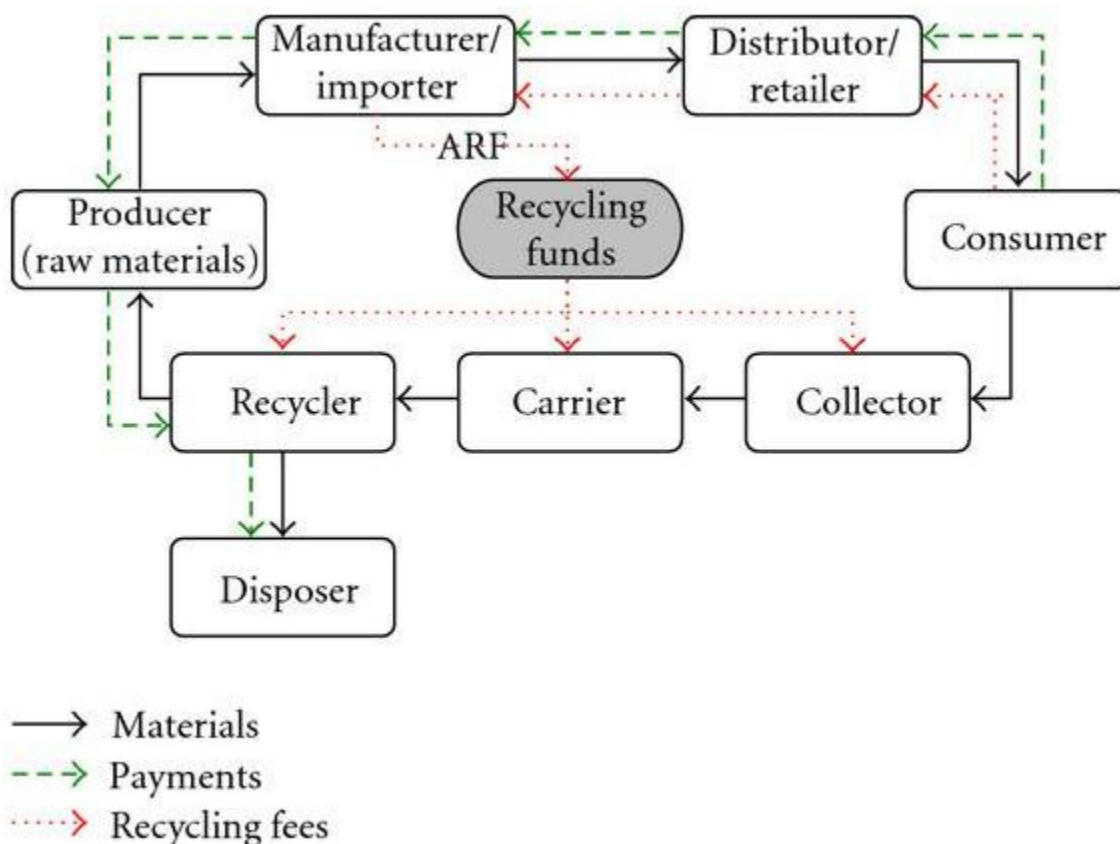 Manufacturer/
importer
Distributor/
retailer
ARF
Recycling
funds
Producer
(raw materials)
Consumer
Recycler
Carrier
Collector
Disposer
Materials
Payments
Recycling fees